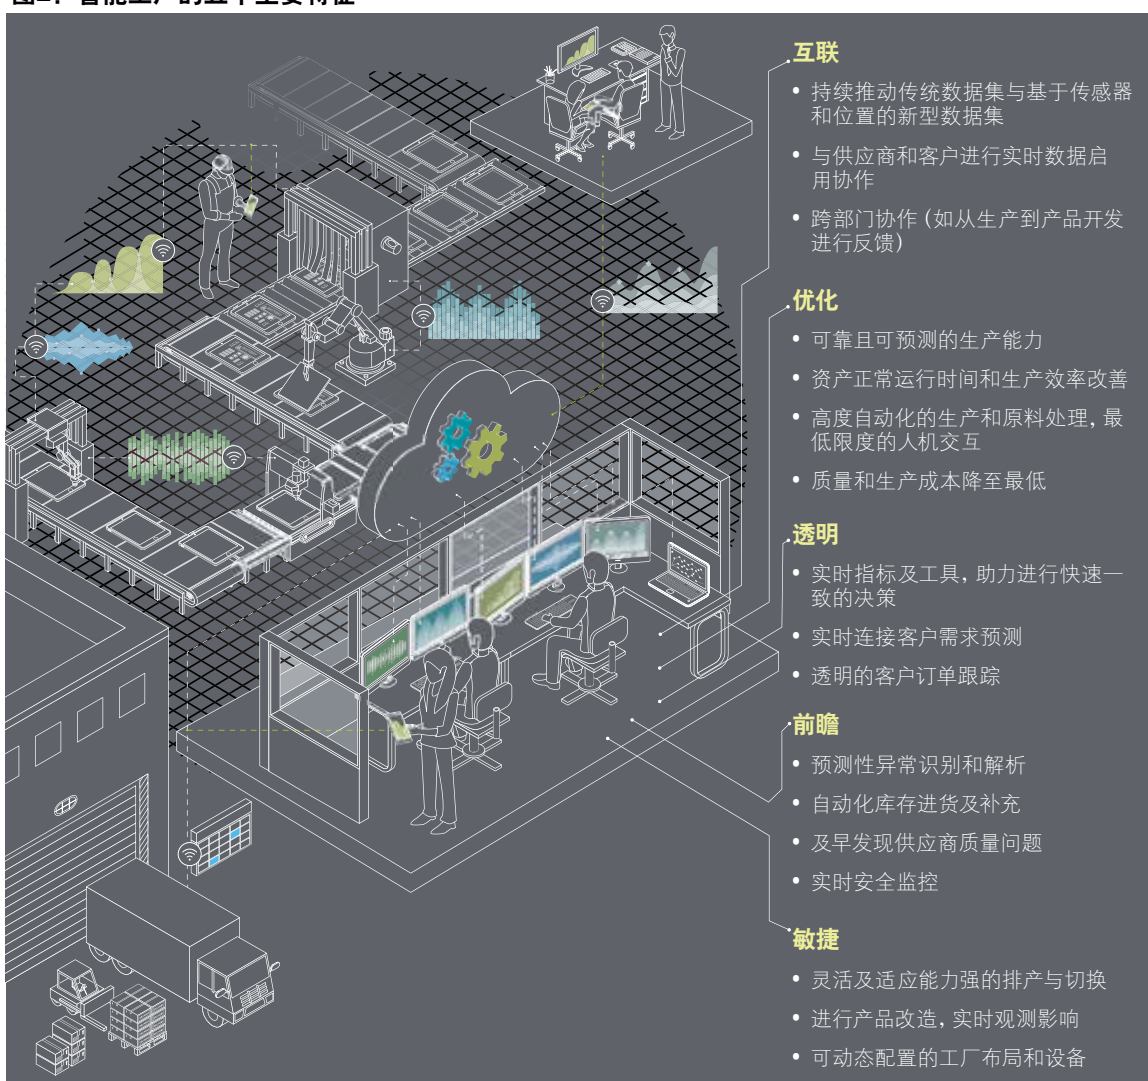 图2. 智能工厂的五个主要特征
互联
• 持续推动传统数据集与基于传感器
和位置的新型数据集
• 与供应商和客户进行实时数据启
用协作
• 跨部门协作（如从生产到产品开发
进行反馈）
优化
• 可靠且可预测的生产能力
• 资产正常运行时间和生产效率改善
• 高度自动化的生产和原料处理，最
低限度的人机交互
• 质量和生产成本降至最低
透明
• 实时指标及工具，助力进行快速一
致的决策
• 实时连接客户需求预测
• 透明的客户订单跟踪
前瞻
• 预测性异常识别和解析
• 自动化库存进货及补充
• 及早发现供应商质量问题
• 实时安全监控
敏捷
• 灵活及适应能力强的排产与切换
• 进行产品改造，实时观测影响
• 可动态配置的工厂布局和设备